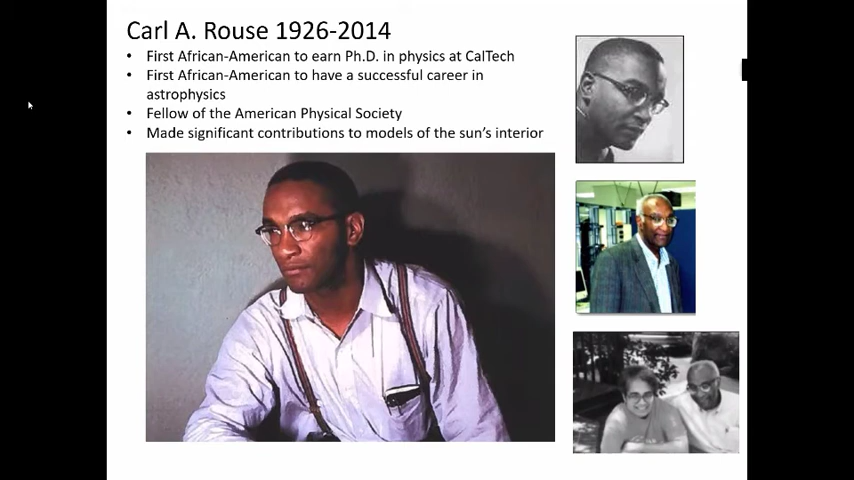 Carl A. Rouse 1926-2014
• First African-American to earn Ph.D. in physics at CalTech
• First African-American to have a successful career in
astrophysics
• Fellow of the American Physical Society
• Made significant contributions to models of the sun's interior